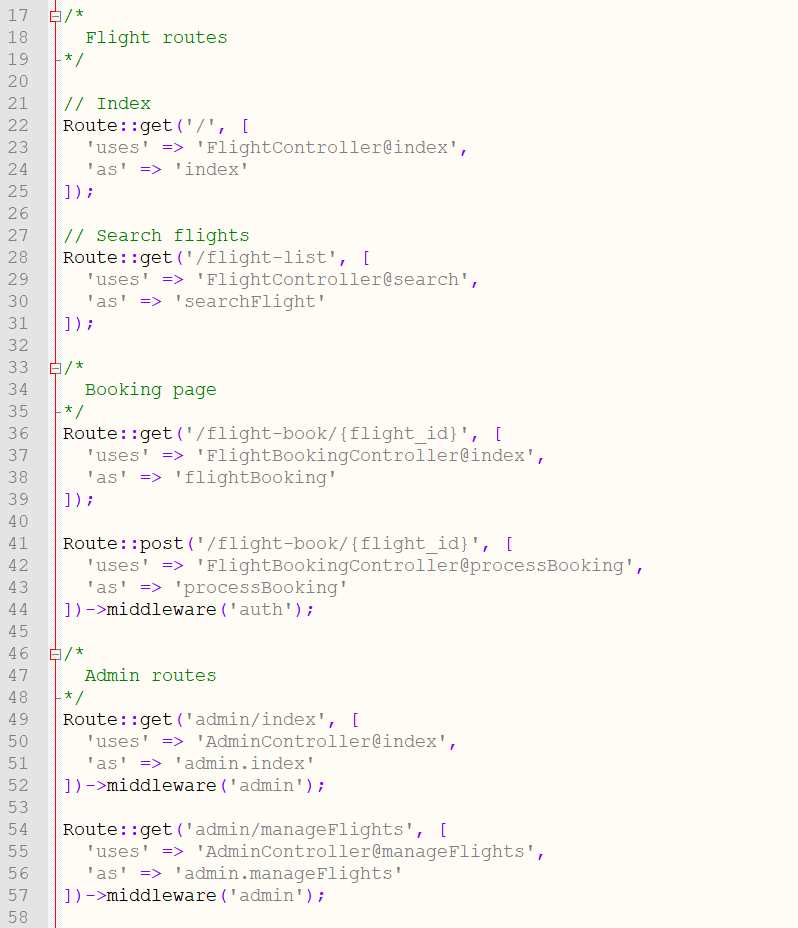 17 /*
18   Flight routes
19 */
20
21 // Index
22 Route::get('/', [
23   'uses' => 'FlightController@index',
24   'as' => 'index'
25 ]);
26
27 // Search flights
28 Route::get('/flight-list', [
29   'uses' => 'FlightController@search',
30   'as' => 'searchFlight'
31 ]);
32
33 /*
34   Booking page
35 */
36 Route::get('/flight-book/{flight_id}', [
37   'uses' => 'FlightBookingController@index',
38   'as' => 'flightBooking'
39 ]);
40
41 Route::post('/flight-book/{flight_id}', [
42   'uses' => 'FlightBookingController@processBooking',
43   'as' => 'processBooking'
44 ])->middleware('auth');
45
46 /*
47   Admin routes
48 */
49 Route::get('admin/index', [
50   'uses' => 'AdminController@index',
51   'as' => 'admin.index'
52 ])->middleware('admin');
53
54 Route::get('admin/manageFlights', [
55   'uses' => 'AdminController@manageFlights',
56   'as' => 'admin.manageFlights'
57 ])->middleware('admin');
58